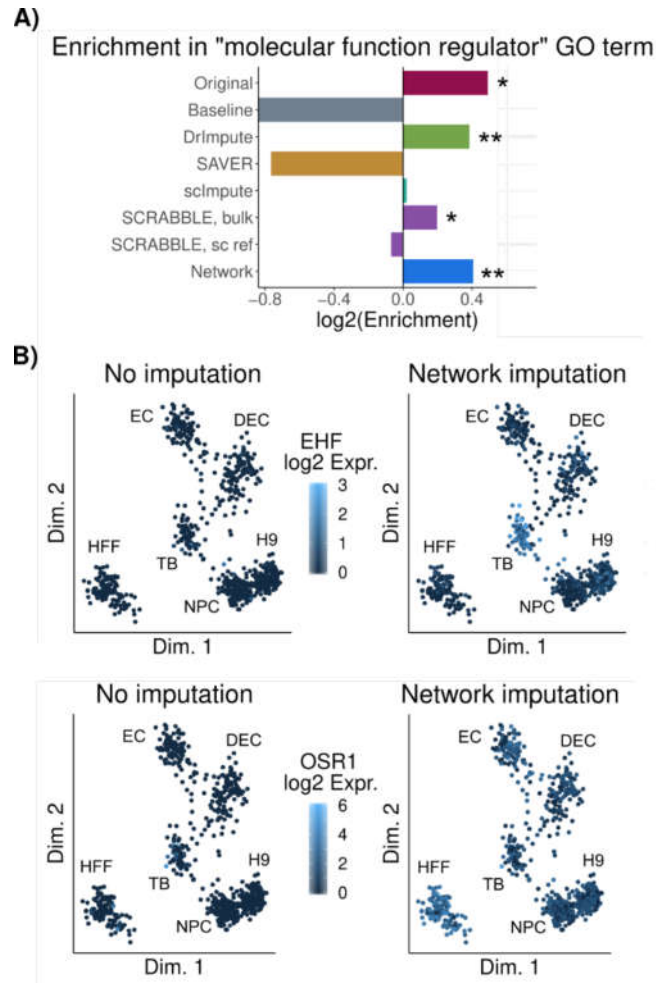 A)
Enrichment in "molecular function regulator" GO term
Original
*
Baseline
DrImpute
**
SAVER
scImpute
SCRABBLE, bulk
*
SCRABBLE, sc ref
Network
**
−0.8 −0.4 0.0 0.4
log2(Enrichment)
B)
No imputation
Network imputation
EC
DEC
HFF
TB
H9
NPC
Dim. 2
Dim. 1
EHF
log2 Expr.
3
2
1
0
EC
DEC
HFF
TB
H9
NPC
Dim. 2
Dim. 1
No imputation
Network imputation
EC
DEC
HFF
TB
H9
NPC
Dim. 2
Dim. 1
OSR1
log2 Expr.
6
4
2
0
EC
DEC
HFF
TB
H9
NPC
Dim. 2
Dim. 1